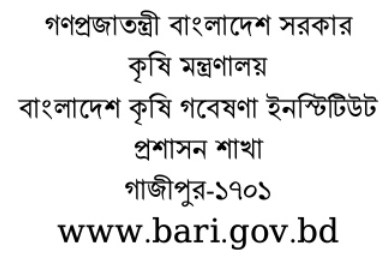 গণপ্রজাতন্ত্রী বাংলাদেশ সরকার
কৃষি মন্ত্রণালয়
বাংলাদেশ কৃষি গবেষণা ইনস্টিটিউট
প্রশাসন শাখা
গাজীপুর-১৭০১
www.bari.gov.bd